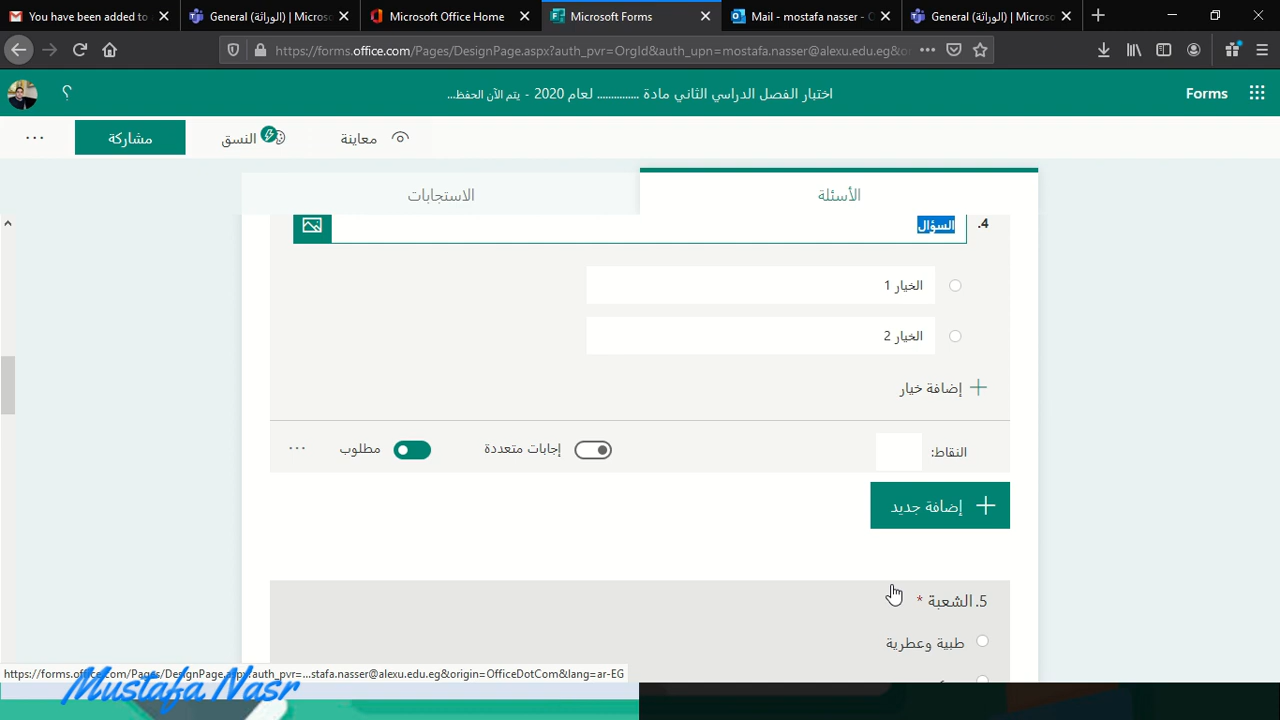 You have been added to a
General (الوراثة) | Microso
Microsoft Office Home
Microsoft Forms
Mail - mostafa nasser - O
General (الوراثة) | Microso
https://forms.office.com/Pages/DesignPage.aspx?auth_pvr=OrgId&auth_upn=mostafa.nasser@alexu.edu.eg&o
Forms
اختبار الفصل الدراسي الثاني مادة ............... لعام 2020 - يتم الآن الحفظ...
؟
معاينة
النسق
مشاركة
الأسئلة
الاستجابات
4. السؤال
الخيار 1
الخيار 2
إضافة خيار
النقاط:
إجابات متعددة
مطلوب
إضافة جديد
5. الشعبة *
طبية وعطرية
https://forms.office.com/Pages/DesignPage.aspx?auth_pvr=...stafa.nasser@alexu.edu.eg&origin=OfficeDotCom&lang=ar-EG
Mustafa Nasr